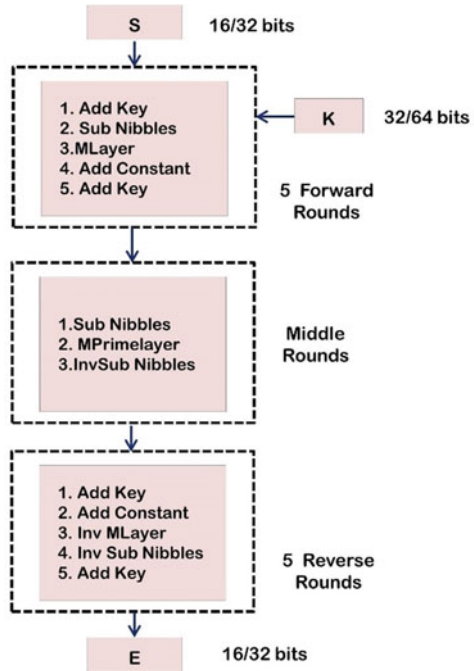 S 16/32 bits
1. Add Key
2. Sub Nibbles
3.MLayer
4. Add Constant
5. Add Key
K 32/64 bits
5 Forward
Rounds
1.Sub Nibbles
2. MPrimelayer
3.InvSub Nibbles
Middle
Rounds
1. Add Key
2. Add Constant
3. Inv MLayer
4. Inv Sub Nibbles
5. Add Key
5 Reverse
Rounds
E 16/32 bits